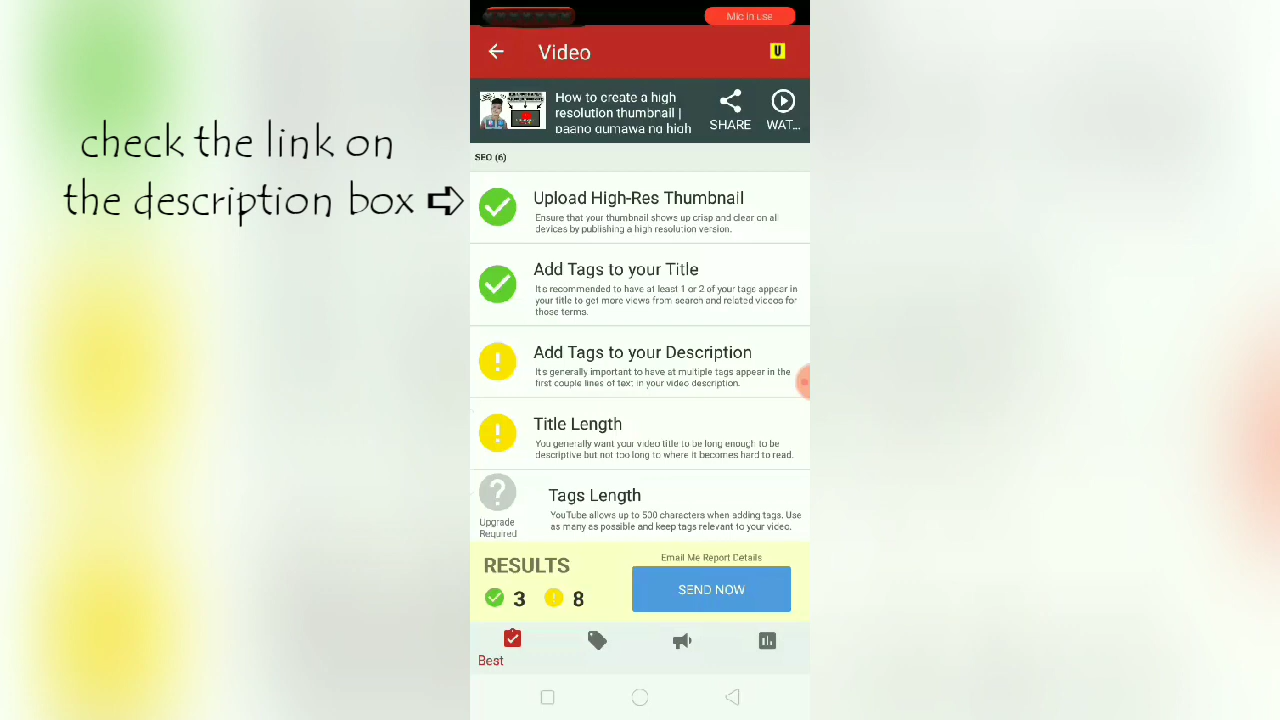 Mic in use
Video
U
How to create a high
resolution thumbnail |
paano gumawa ng high
SHARE
WAT...
SEO (6)
check the link on
the description box ➩
Upload High-Res Thumbnail
Ensure that your thumbnail shows up crisp and clear on all
devices by publishing a high resolution version.
Add Tags to your Title
It's recommended to have at least 1 or 2 of your tags appear in
your title to get more views from search and related videos for
those terms.
Add Tags to your Description
It's generally important to have at multiple tags appear in the
first couple lines of text in your video description.
Title Length
You generally want your video title to be long enough to be
descriptive but not too long to where it becomes hard to read.
Upgrade
Required
Tags Length
YouTube allows up to 500 characters when adding tags. Use
as many as possible and keep tags relevant to your video.
RESULTS
3 8
Email Me Report Details
SEND NOW
Best